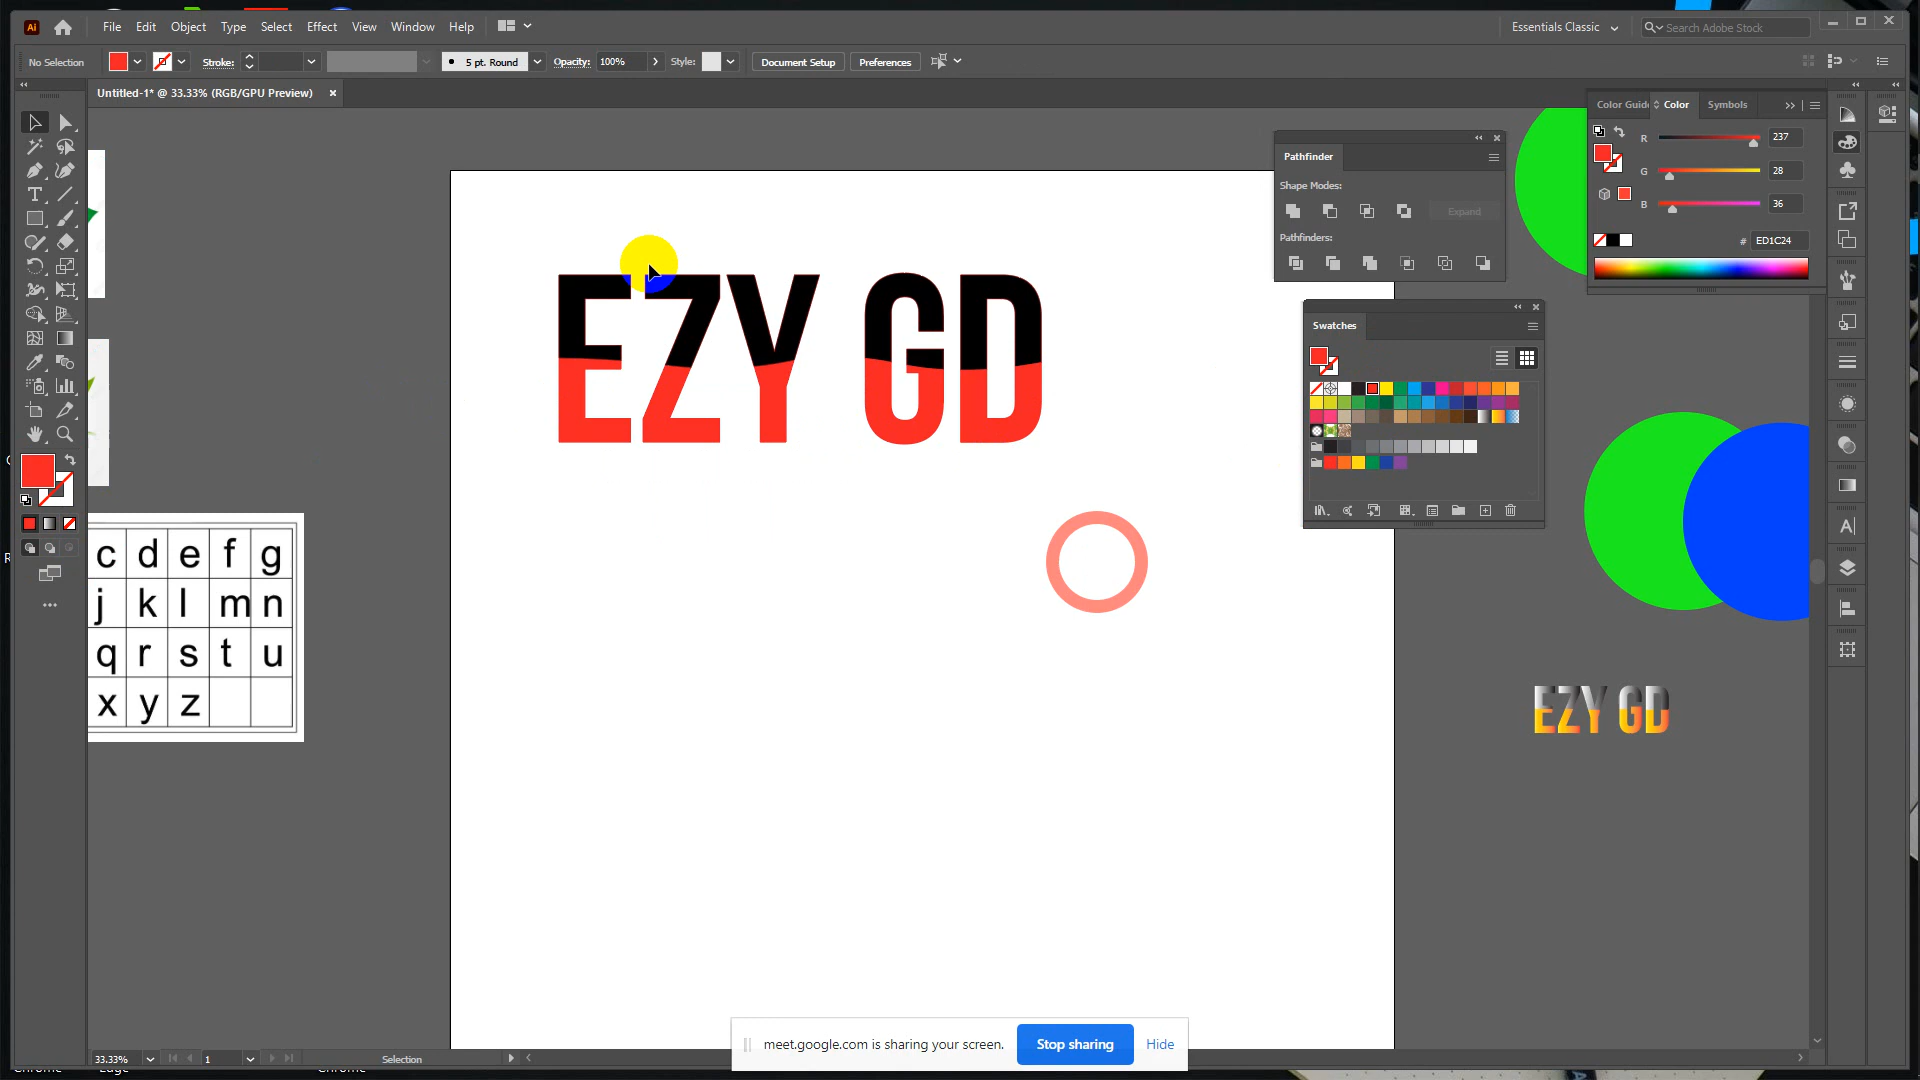 Ai File Edit Object Type Select Effect View Window Help Essentials Classic Search Adobe Stock
No Selection Stroke: 5 pt. Round Opacity: 100% Style: Document Setup Preferences
Untitled-1* @ 33.33% (RGB/GPU Preview) ×
Color Guide Color Symbols
R 237
G 28
B 36
# ED1C24
Pathfinder
Shape Modes:
Expand
Pathfinders:
EZY GD
Swatches
c d e f g
j k l m n
q r s t u
x y z
EZY GD
33.33% 1 Selection
meet.google.com is sharing your screen. Stop sharing Hide